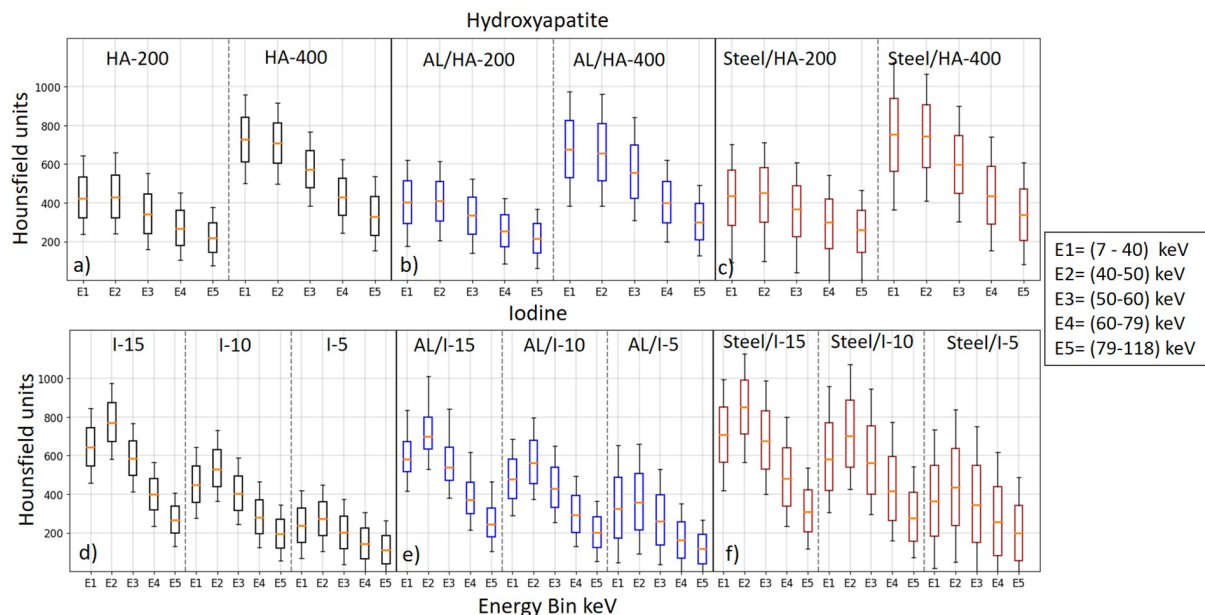 Hydroxyapatite
HA-200 HA-400 AL/HA-200 AL/HA-400 Steel/HA-200 Steel/HA-400
Hounsfield units
1000
800
600
400
200
a) b) c)
E1 E2 E3 E4 E5 E1 E2 E3 E4 E5 E1 E2 E3 E4 E5 E1 E2 E3 E4 E5 E1 E2 E3 E4 E5 E1 E2 E3 E4 E5
E1= (7 - 40) keV
E2= (40-50) keV
E3= (50-60) keV
E4= (60-79) keV
E5= (79-118) keV
Iodine
I-15 I-10 I-5 AL/I-15 AL/I-10 AL/I-5 Steel/I-15 Steel/I-10 Steel/I-5
Hounsfield units
1000
800
600
400
200
d) e) f)
E1 E2 E3 E4 E5 E1 E2 E3 E4 E5 E1 E2 E3 E4 E5 E1 E2 E3 E4 E5 E1 E2 E3 E4 E5 E1 E2 E3 E4 E5 E1 E2 E3 E4 E5 E1 E2 E3 E4 E5 E1 E2 E3 E4 E5
Energy Bin keV